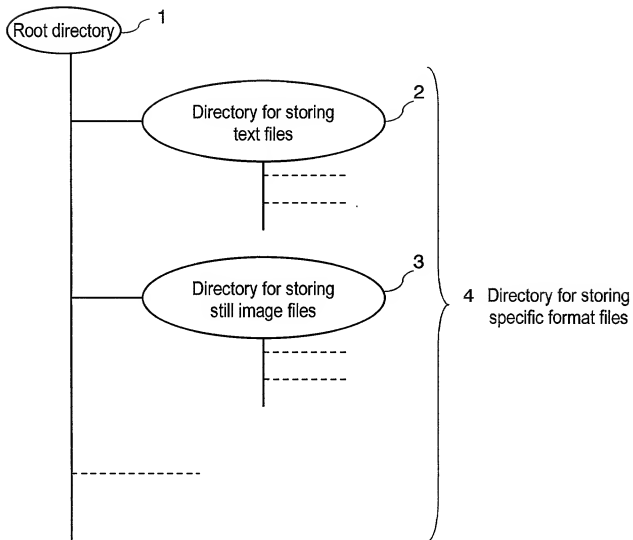 Root directory
1
Directory for storing
text files
2
Directory for storing
still image files
3
4 Directory for storing
specific format files